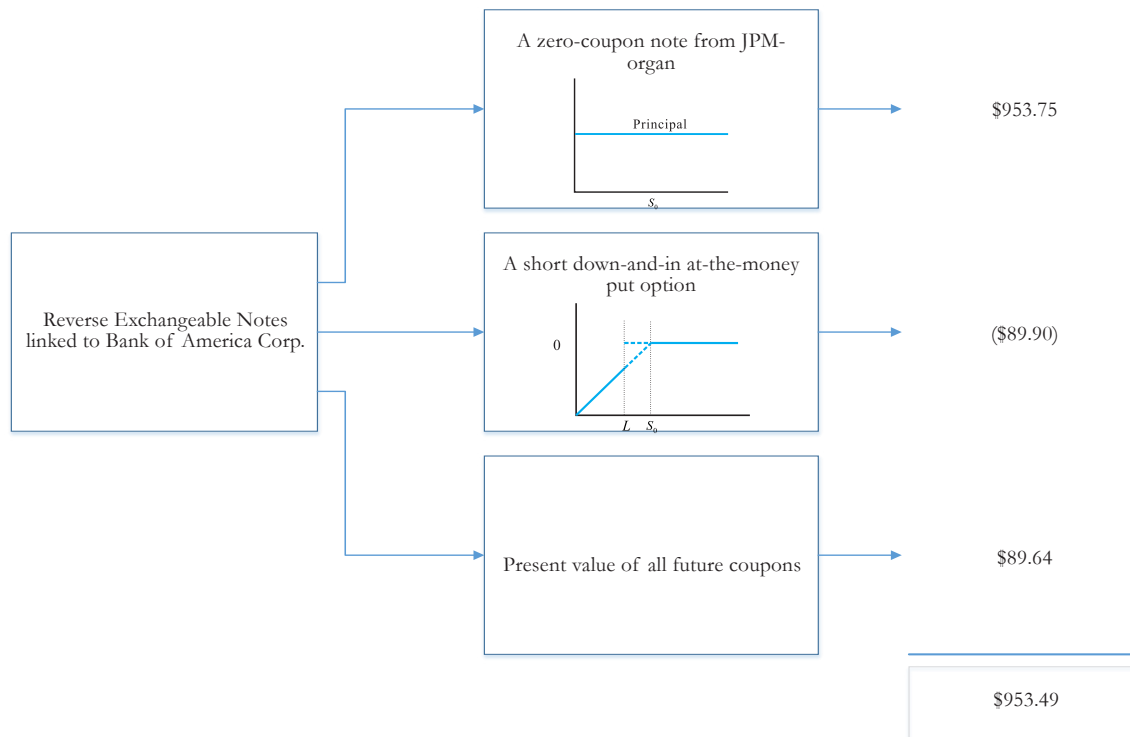 A zero-coupon note from JPM-
organ
Principal
S₀
$953.75
Reverse Exchangeable Notes
linked to Bank of America Corp.
A short down-and-in at-the-money
put option
0
L S₀
($89.90)
Present value of all future coupons
$89.64
$953.49